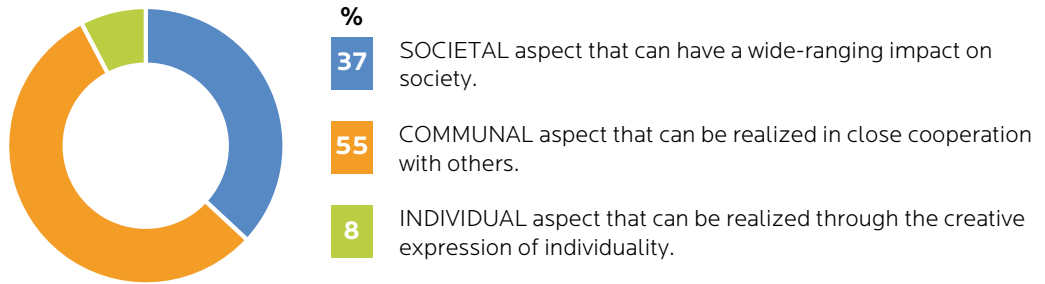 %
37
SOCIETAL aspect that can have a wide-ranging impact on
society.
55
COMMUNAL aspect that can be realized in close cooperation
with others.
8
INDIVIDUAL aspect that can be realized through the creative
expression of individuality.